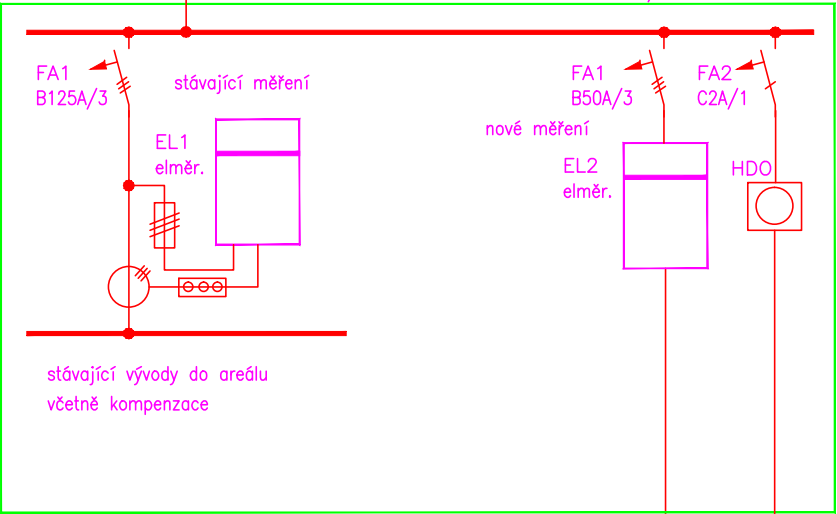 FA1
B125A/3
stávající měření
EL1
elměr.
FA1
B50A/3
FA2
C2A/1
nové měření
EL2
elměr.
HDO
stávající vývody do areálu
včetně kompenzace